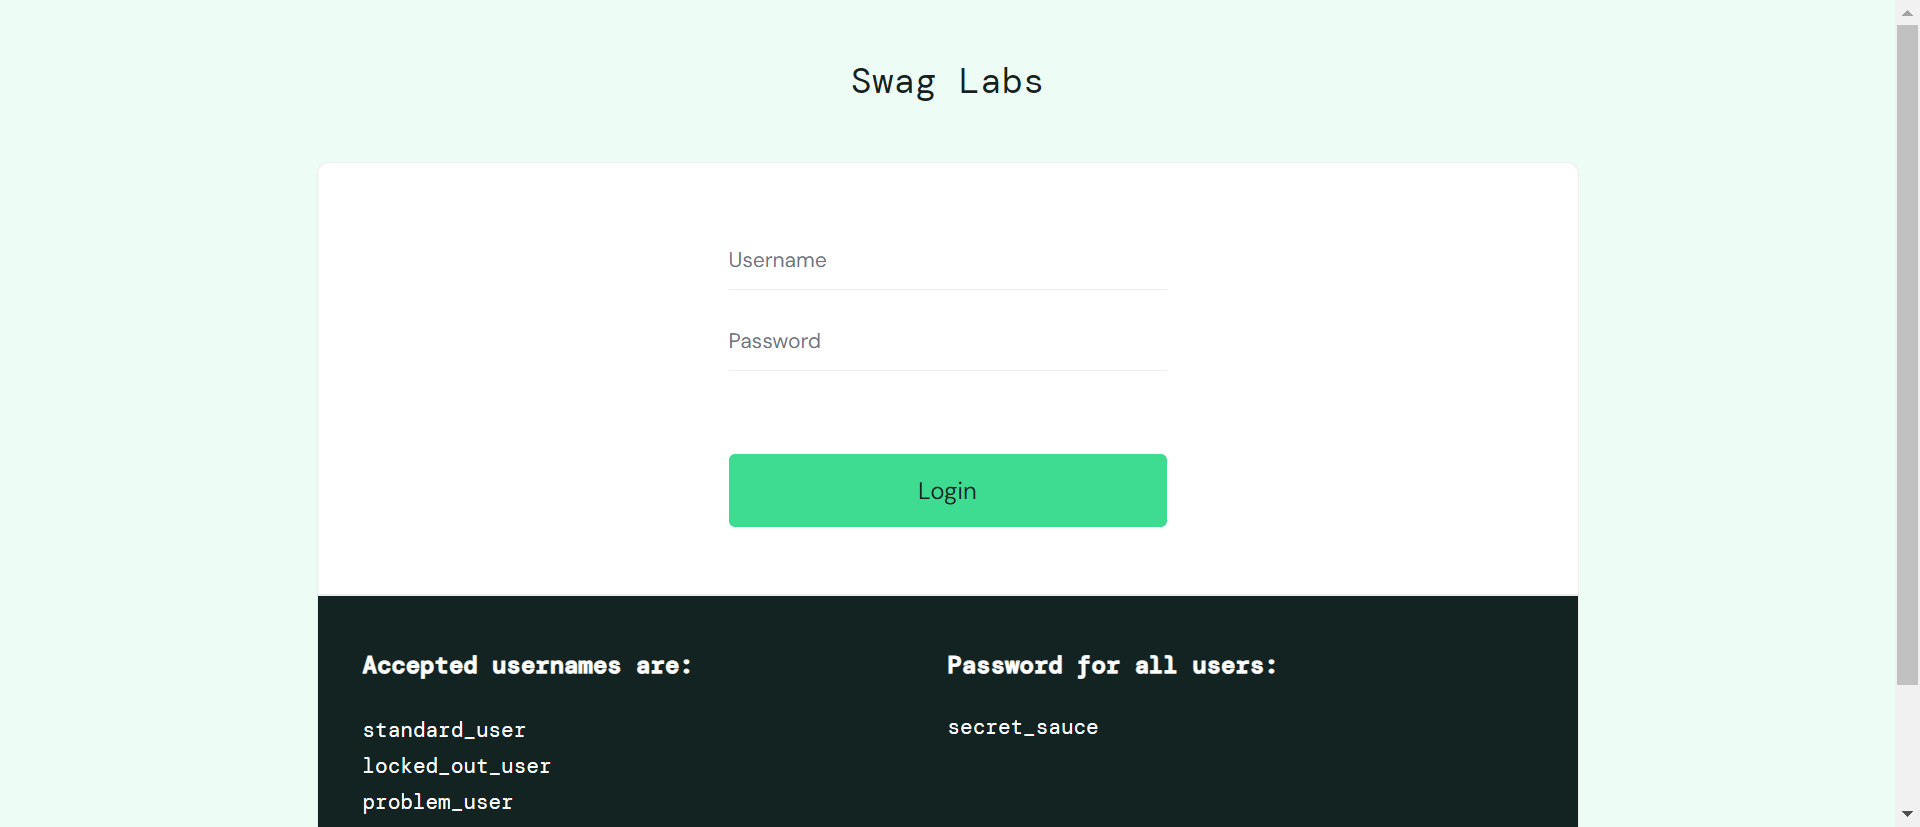 Swag Labs
Username
Password
Login
Accepted usernames are:
standard_user
locked_out_user
problem_user
Password for all users:
secret_sauce